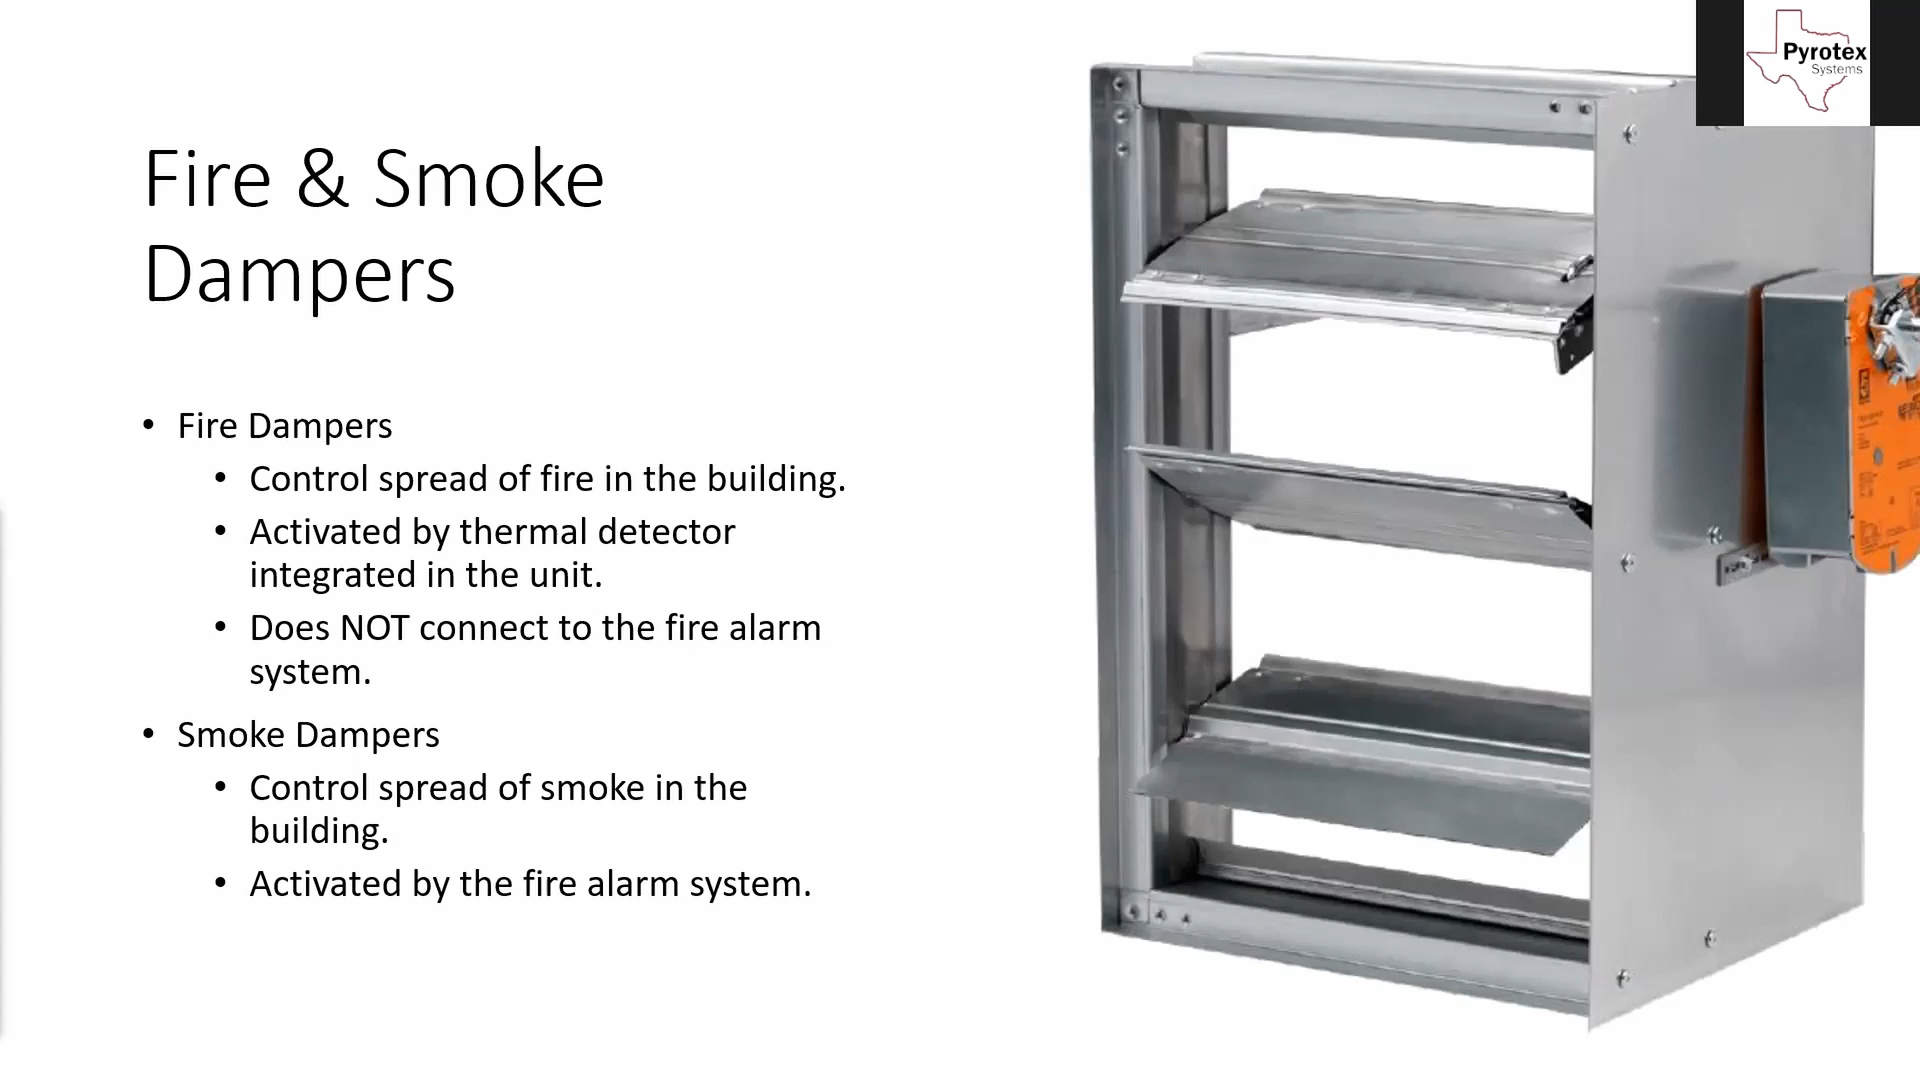 Pyrotex
Systems
Fire & Smoke
Dampers
• Fire Dampers
• Control spread of fire in the building.
• Activated by thermal detector
integrated in the unit.
• Does NOT connect to the fire alarm
system.
• Smoke Dampers
• Control spread of smoke in the
building.
• Activated by the fire alarm system.